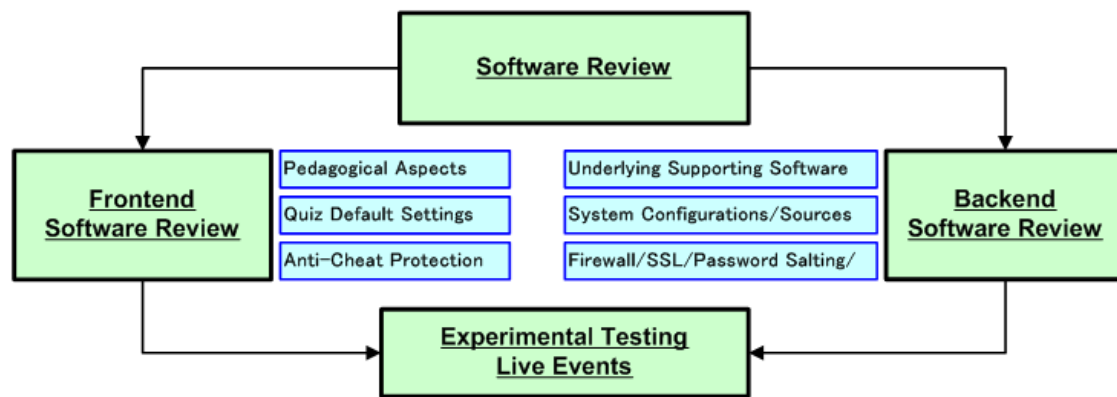 Software Review
Frontend
Software Review
Pedagogical Aspects
Quiz Default Settings
Anti-Cheat Protection
Underlying Supporting Software
System Configurations/Sources
Firewall/SSL/Password Salting/
Backend
Software Review
Experimental Testing
Live Events